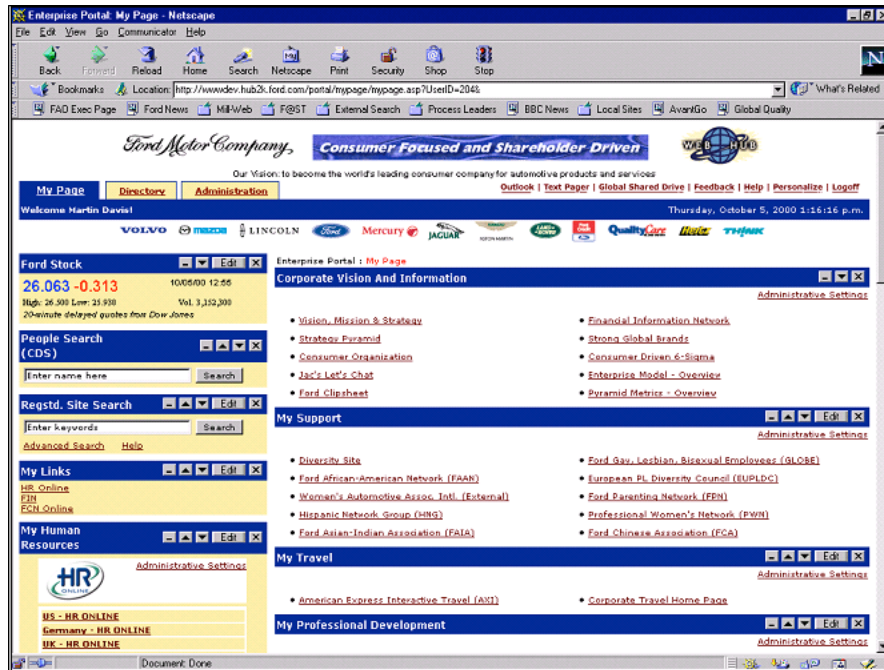 Enterprise Portal: My Page - Netscape
File Edit View Go Communicator Help
Back Forward Reload Home Search Netscape Print Security Shop Stop
Bookmarks Location: http://wwwdev.hub2k.ford.com/portal/mypage/mypage.asp?UserID=204& What's Related
FAO Exec Page Ford News Mill-Web F@ST External Search Process Leaders BBC News Local Sites AvantGo Global Quality
Ford Motor Company, Consumer Focused and Shareholder Driven WEB HUB
Our Vision: to become the world's leading consumer company for automotive products and services
My Page Directory Administration Outlook | Text Pager | Global Shared Drive | Feedback | Help | Personalize | Logoff
Welcome Martin Davis! Thursday, October 5, 2000 1:16:16 p.m.
VOLVO mazda LINCOLN Ford Mercury JAGUAR ASTON MARTIN LAND ROVER QualityCare Hertz TH!NK
Ford Stock Edit
26.063 -0.313 10/05/00 12:56
High: 26.500 Low: 25.930 Vol. 3,152,300
20-minute delayed quotes from Dow Jones
People Search (CDS)
Enter name here Search
Regstd. Site Search Edit
Enter keywords Search
Advanced Search Help
My Links Edit
HR Online
FIN
FCN Online
My Human Resources Edit
HR ONLINE Administrative Settings
US - HR ONLINE
Germany - HR ONLINE
UK - HR ONLINE
Enterprise Portal : My Page
Corporate Vision And Information
Administrative Settings
Vision, Mission & Strategy
Strategy Pyramid
Consumer Organization
Jac's Let's Chat
Ford Clipsheet
Financial Information Network
Strong Global Brands
Consumer Driven 6-Sigma
Enterprise Model - Overview
Pyramid Metrics - Overview
My Support Edit
Administrative Settings
Diversity Site
Ford African-American Network (FAAN)
Women's Automotive Assoc. Intl. (External)
Hispanic Network Group (HNG)
Ford Asian-Indian Association (FAIA)
Ford Gay, Lesbian, Bisexual Employees (GLOBE)
European PL Diversity Council (EUPLDC)
Ford Parenting Network (FPN)
Professional Women's Network (PWN)
Ford Chinese Association (FCA)
My Travel Edit
Administrative Settings
American Express Interactive Travel (AXI)
Corporate Travel Home Page
My Professional Development Edit
Administrative Settings
Document: Done